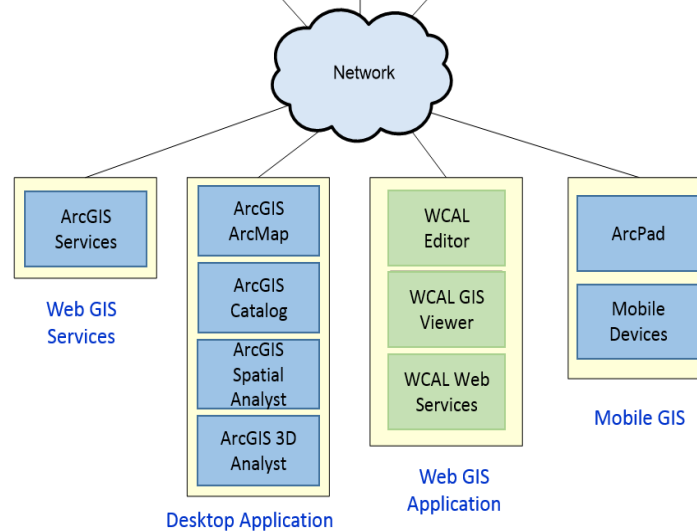 Network
ArcGIS
Services
Web GIS
Services
ArcGIS
ArcMap
ArcGIS
Catalog
ArcGIS
Spatial
Analyst
ArcGIS 3D
Analyst
Desktop Application
WCAL
Editor
WCAL GIS
Viewer
WCAL Web
Services
Web GIS
Application
ArcPad
Mobile
Devices
Mobile GIS